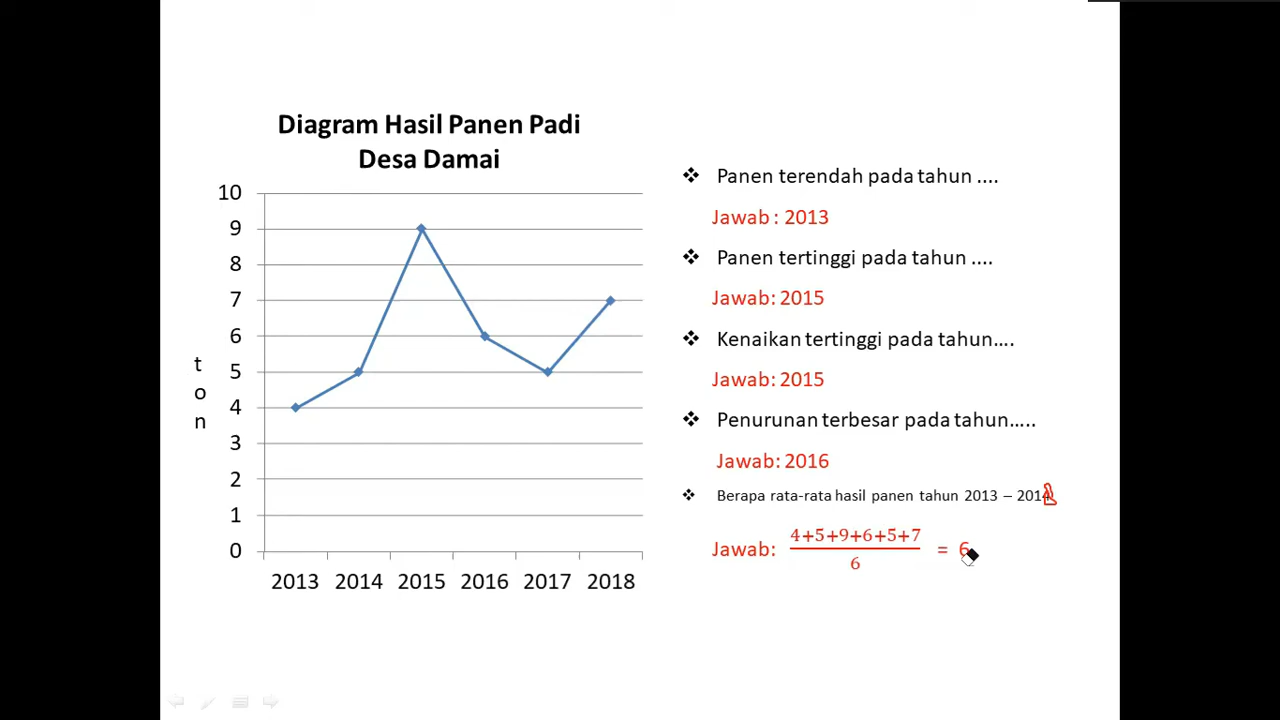 Diagram Hasil Panen Padi
Desa Damai
10
9
8
7
6
5
4
3
2
1
0
t
o
n
2013 2014 2015 2016 2017 2018
Panen terendah pada tahun ....
Jawab : 2013
Panen tertinggi pada tahun ....
Jawab: 2015
Kenaikan tertinggi pada tahun....
Jawab: 2015
Penurunan terbesar pada tahun.....
Jawab: 2016
Berapa rata-rata hasil panen tahun 2013 –
Jawab: 4+5+9+6+5+7
6
= 6